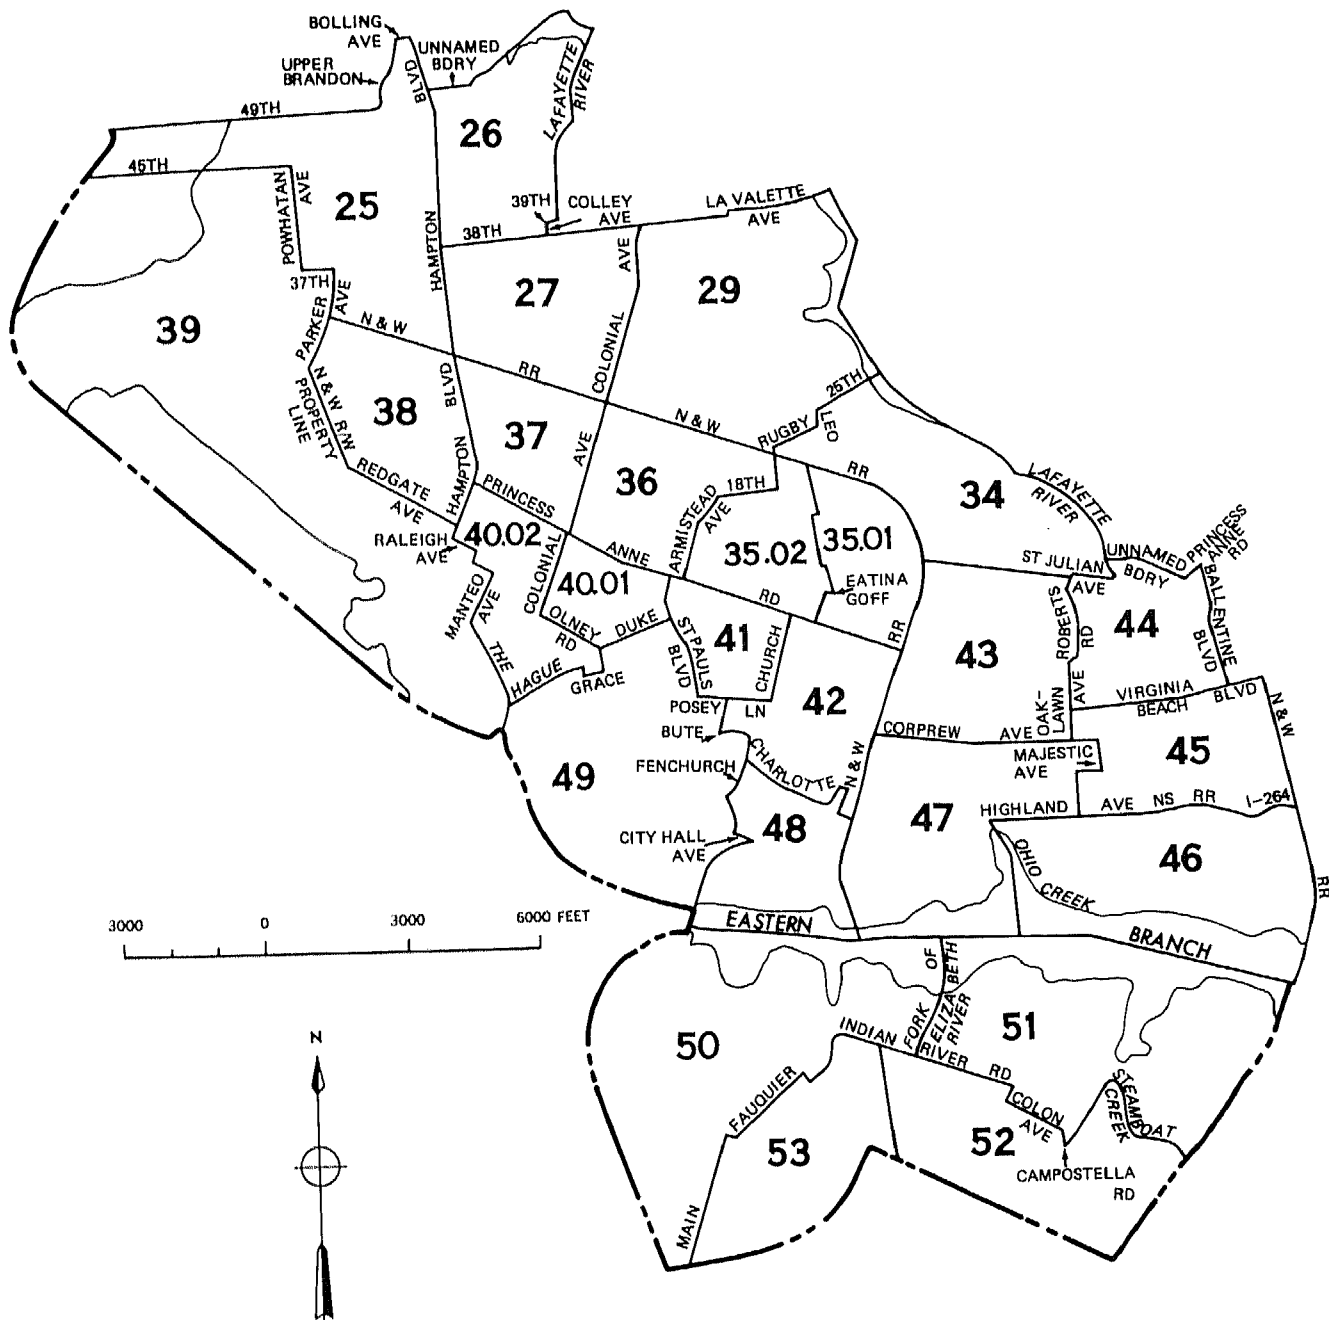 BOLLING
AVE
UNNAMED
BDRY
UPPER
BRANDON
BLVD
LAFAYETTE
RIVER
49TH
26
LAFAYETTE
RIVER
45TH
POWHATAN
AVE
25
39TH
COLLEY
AVE
LA VALETTE
AVE
38TH
HAMPTON
AVE
37TH
27
29
39
PARKER
AVE
N & W
RR
COLONIAL
BLVD
N & W R/W
PROPERTY
LINE
38
37
AVE
N & W
RR
25TH
LEO
RUGBY
36
18TH
34
LAFAYETTE
RIVER
REDGATE
AVE
HAMPTON
PRINCESS
ARMISTEAD
AVE
RALEIGH
AVE
40.02
35.02
35.01
ANNE
RD
COLONIAL
40.01
EATINA
GOFF
ST JULIAN
AVE
UNNAMED
BDRY
PRINCESS
ANNE
RD
MANTEO
AVE
OLNEY
RD
DUKE
41
CHURCH
RR
43
ROBERTS
RD
44
BALLENTINE
BLVD
THE
HAGUE
GRACE
ST PAULS
BLVD
42
OAK-
LAWN
AVE
VIRGINIA
BEACH
BLVD
N & W
POSEY
LN
BUTE
CORPREW
AVE
FENCHURCH
CHARLOTTE
N & W
MAJESTIC
AVE
45
49
CITY HALL
AVE
48
47
HIGHLAND
AVE
NS
RR
I-264
46
OHIO
CREEK
RR
3000
0
3000
6000 FEET
EASTERN
BRANCH
FORK
OF
ELIZABETH
RIVER
N
50
51
INDIAN
RIVER
RD
FAUQUIER
COLON
AVE
STEAMBOAT
CREEK
53
52
CAMPOSTELLA
RD
MAIN